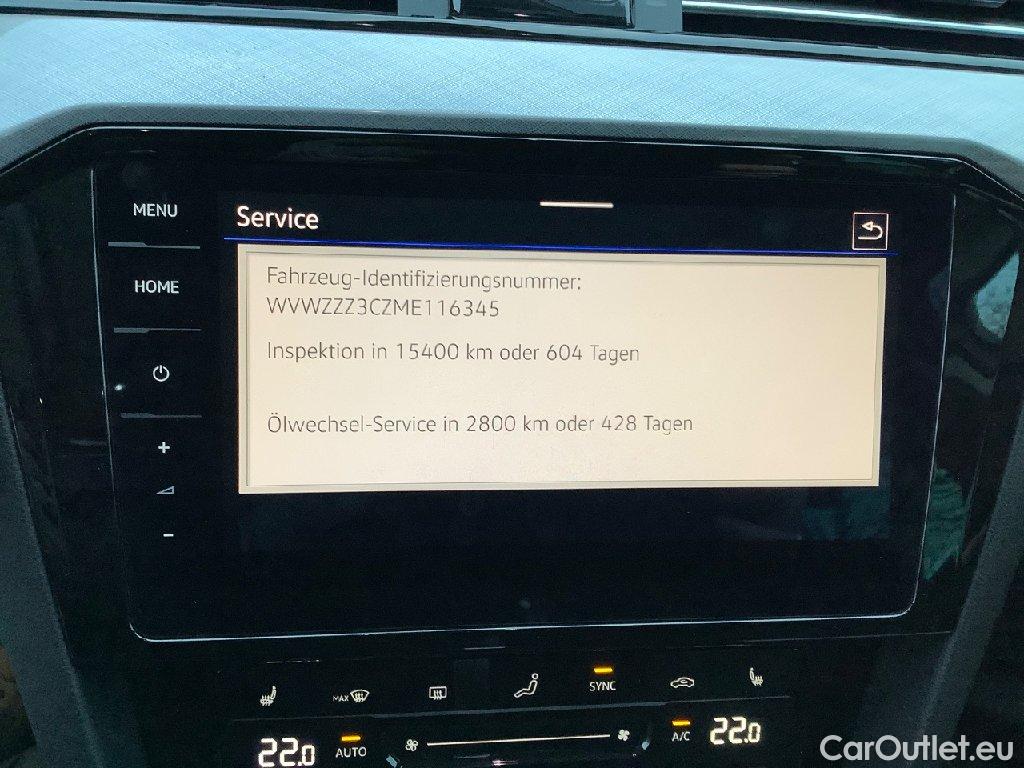 MENU
Service
HOME
Fahrzeug-Identifizierungsnummer:
WVWZZZ3CZME116345
Inspektion in 15400 km oder 604 Tagen
Ölwechsel-Service in 2800 km oder 428 Tagen
+
-
MAX
SYNC
22.0
AUTO
A/C
22.0
CarOutlet.eu